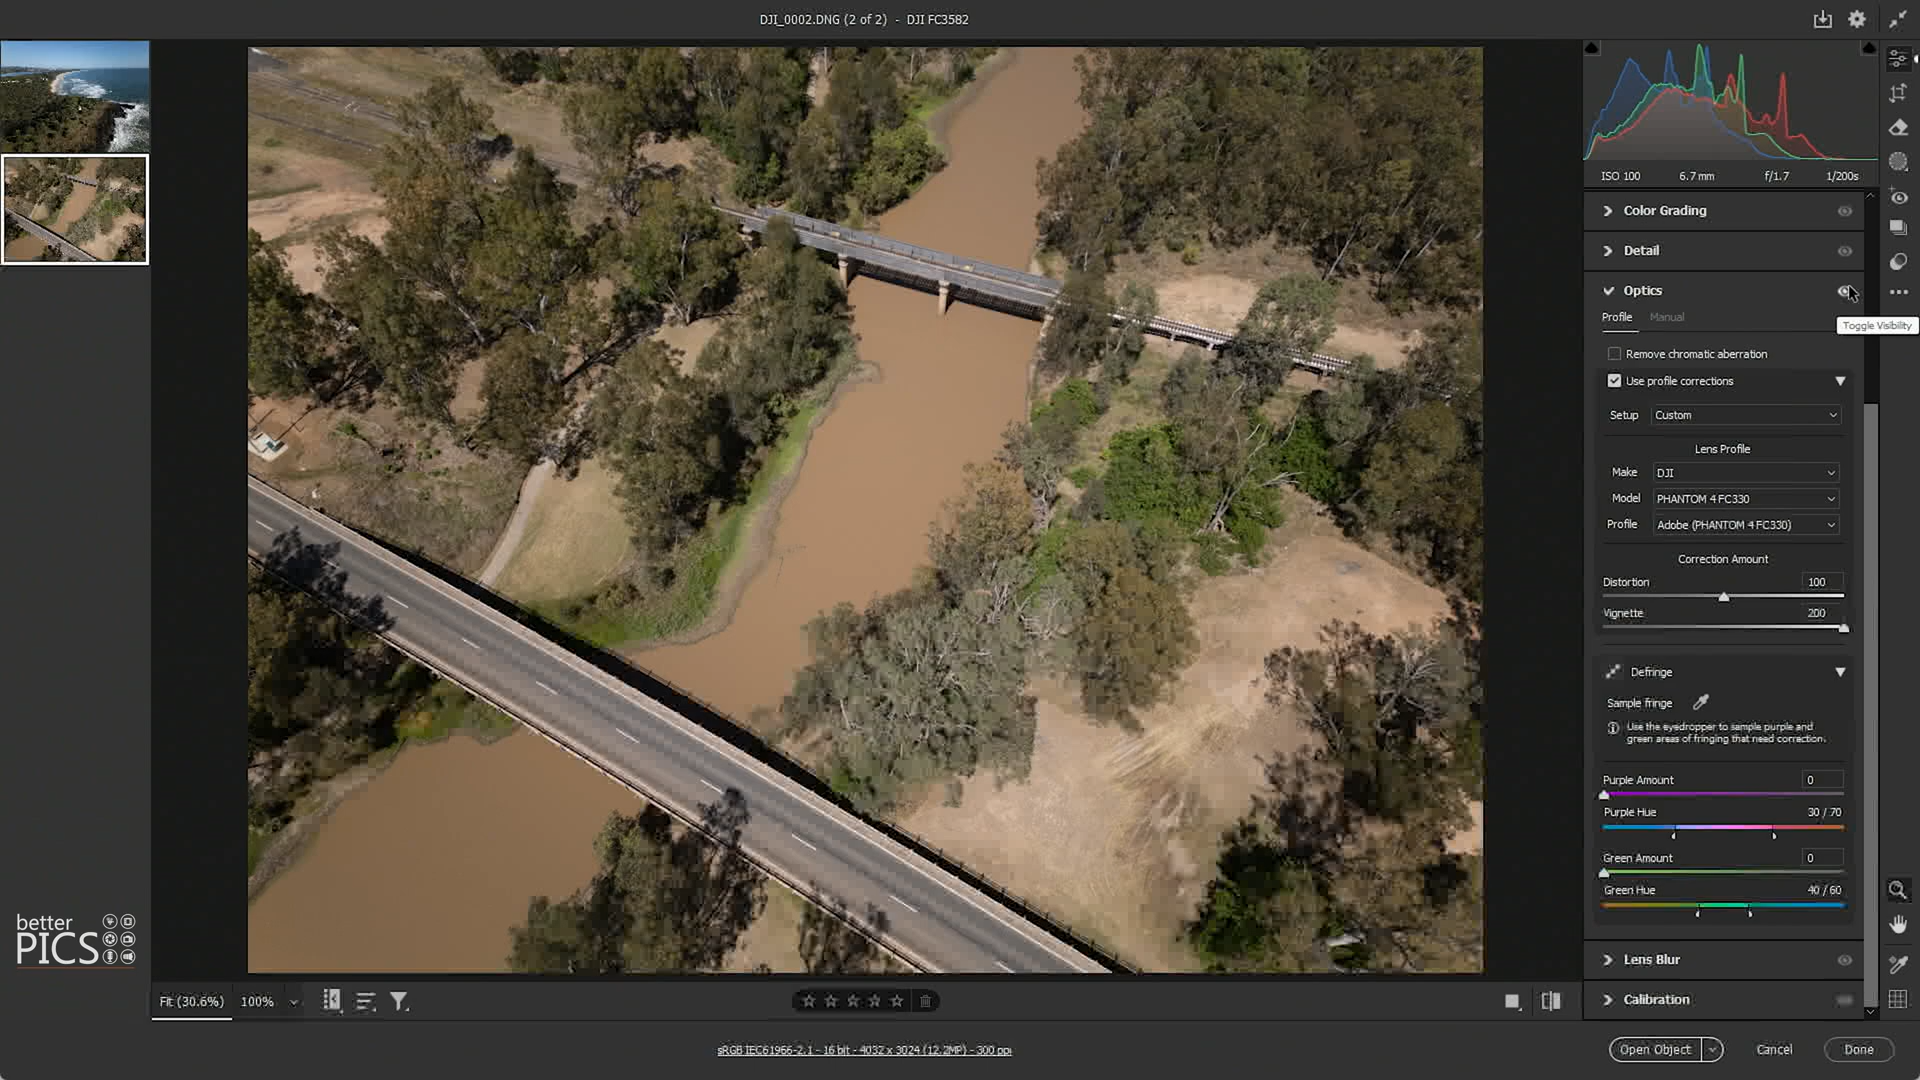 DJI_0002.DNG (2 of 2) - DJI FC3582
ISO 100 6.7 mm f/1.7 1/200s
Color Grading
Detail
Optics
Profile Manual
Toggle Visibility
Remove chromatic aberration
Use profile corrections
Setup Custom
Lens Profile
Make DJI
Model PHANTOM 4 FC330
Profile Adobe (PHANTOM 4 FC330)
Correction Amount
Distortion 100
Vignette 200
Defringe
Sample fringe
Use the eyedropper to sample purple and
green areas of fringing that need correction.
Purple Amount 0
Purple Hue 30 / 70
Green Amount 0
Green Hue 40 / 60
Lens Blur
Calibration
better
PICS
Fit (30.6%) 100%
sRGB IEC61966-2.1 - 16 bit - 4032 x 3024 (12.2MP) - 300 ppi
Open Object Cancel Done